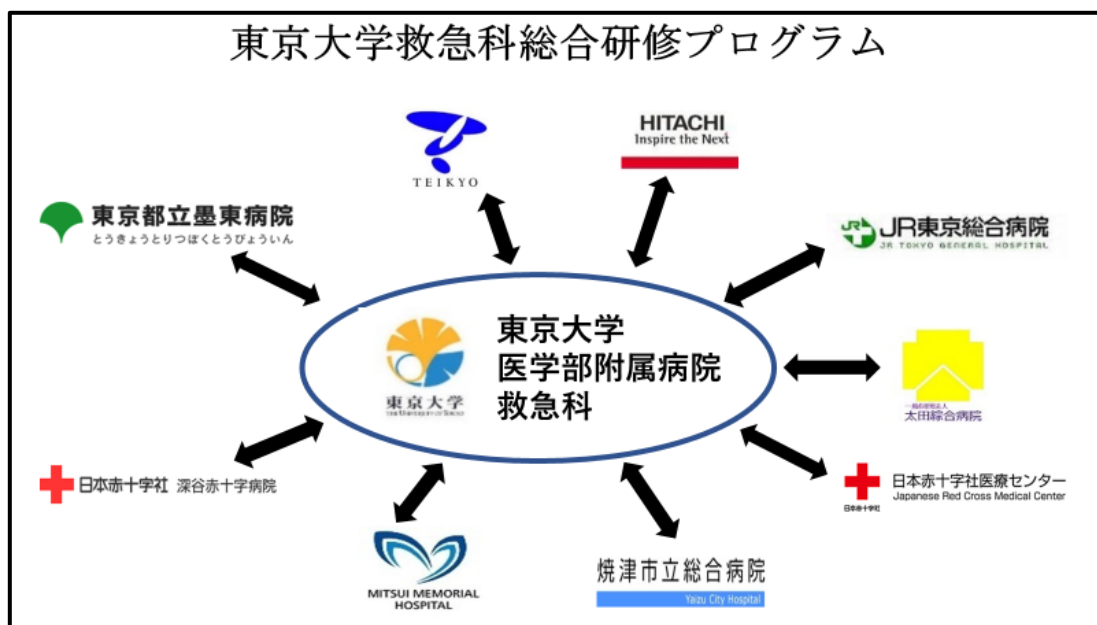 東京大学救急科総合研修プログラム
TEIKYO
HITACHI
Inspire the Next
東京都立墨東病院
とうきょうとりつぼくとうびょういん
JR
JR東京総合病院
JR TOKYO GENERAL HOSPITAL
東京大学
医学部附属病院
救急科
東京大学
THE UNIVERSITY OF TOKYO
太田綜合病院
日本赤十字社 深谷赤十字病院
日本赤十字社医療センター
Japanese Red Cross Medical Center
日本赤十字社
MITSUI MEMORIAL
HOSPITAL
焼津市立総合病院
Yaizu City Hospital